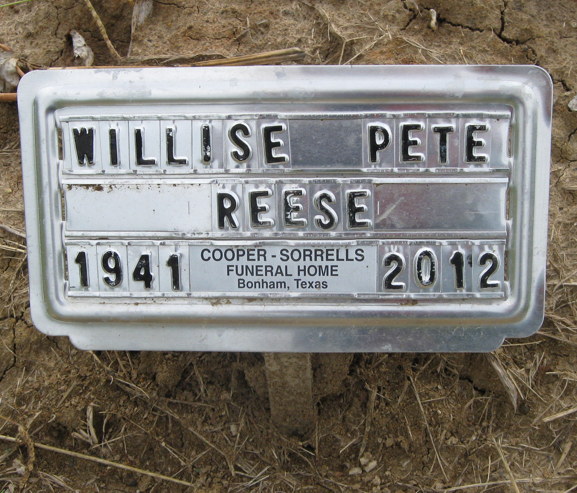 WILLISE PETE
REESE
1941 COOPER - SORRELLS 2012
FUNERAL HOME
Bonham, Texas